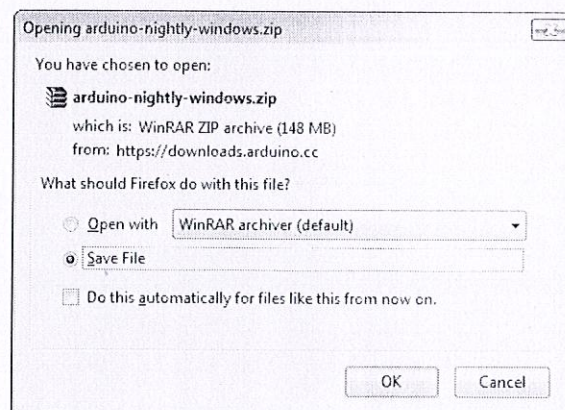 Opening arduino-nightly-windows.zip
You have chosen to open:
arduino-nightly-windows.zip
which is: WinRAR ZIP archive (148 MB)
from: https://downloads.arduino.cc
What should Firefox do with this file?
Open with WinRAR archiver (default)
Save File
Do this automatically for files like this from now on.
OK Cancel